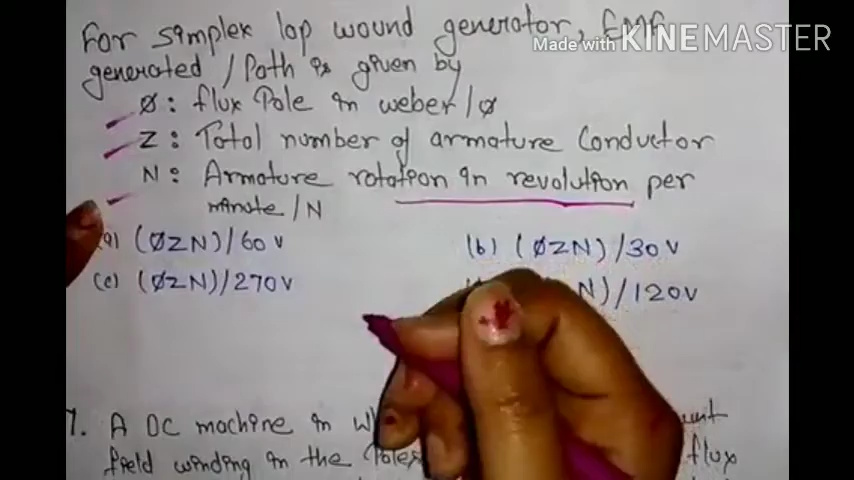 For simplex lap wound generator, EMF
Made with KINEMASTER
generated / Path is given by
Ø: flux Pole in weber/Ø
Z: Total number of armature Conductor
N: Armature rotation in revolution per
minute/N
(a) (ØZN)/60 V (b) (ØZN)/30 V
(c) (ØZN)/270 V N)/120V
7. A DC machine in
field winding in the Poles flux